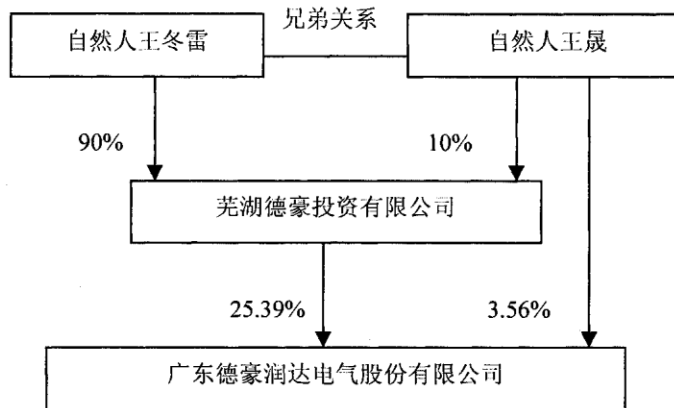 兄弟关系
自然人王冬雷
自然人王晟
90%
10%
芜湖德豪投资有限公司
25.39%
3.56%
广东德豪润达电气股份有限公司